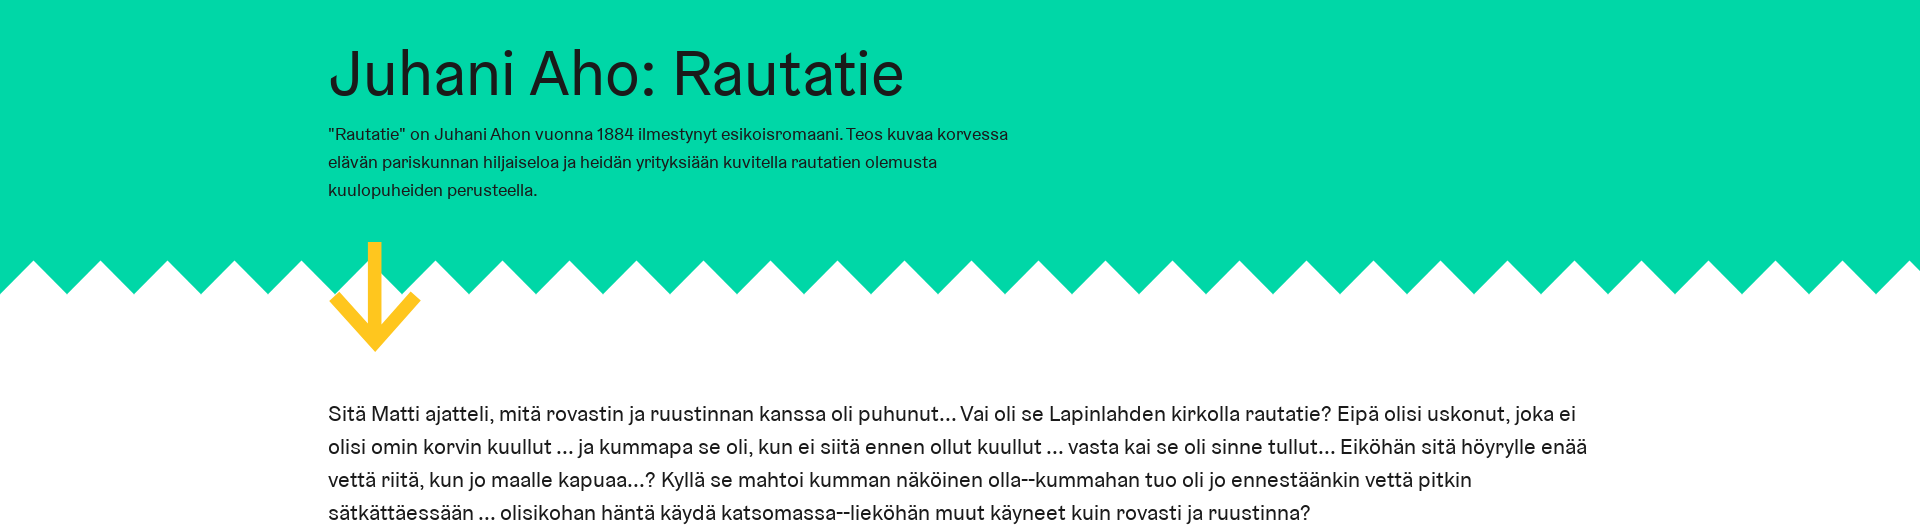 Juhani Aho: Rautatie
"Rautatie" on Juhani Ahon vuonna 1884 ilmestynyt esikoisromaani. Teos kuvaa korvessa
elävän pariskunnan hiljaiseloa ja heidän yrityksiään kuvitella rautatien olemusta
kuulopuheiden perusteella.
Sitä Matti ajatteli, mitä rovastin ja ruustinnan kanssa oli puhunut... Vai oli se Lapinlahden kirkolla rautatie? Eipä olisi uskonut, joka ei
olisi omin korvin kuullut ... ja kummapa se oli, kun ei siitä ennen ollut kuullut ... vasta kai se oli sinne tullut... Eiköhän sitä höyrylle enää
vettä riitä, kun jo maalle kapuaa...? Kyllä se mahtoi kumman näköinen olla--kummahan tuo oli jo ennestäänkin vettä pitkin
sätkättäessään ... olisikohan häntä käydä katsomassa--lieköhän muut käyneet kuin rovasti ja ruustinna?